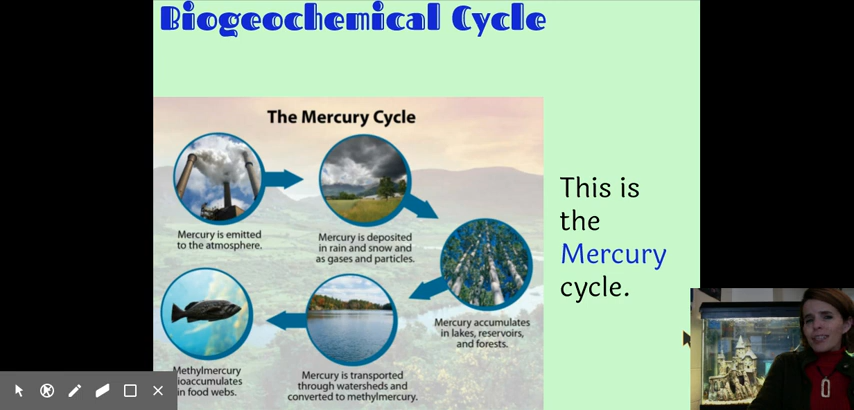 Biogeochemical Cycle
The Mercury Cycle
Mercury is emitted
to the atmosphere.
Mercury is deposited
in rain and snow and
as gases and particles.
Mercury accumulates
in lakes, reservoirs,
and forests.
Mercury is transported
through watersheds and
converted to methylmercury.
Methylmercury
ioaccumulates
in food webs.
This is
the
Mercury
cycle.